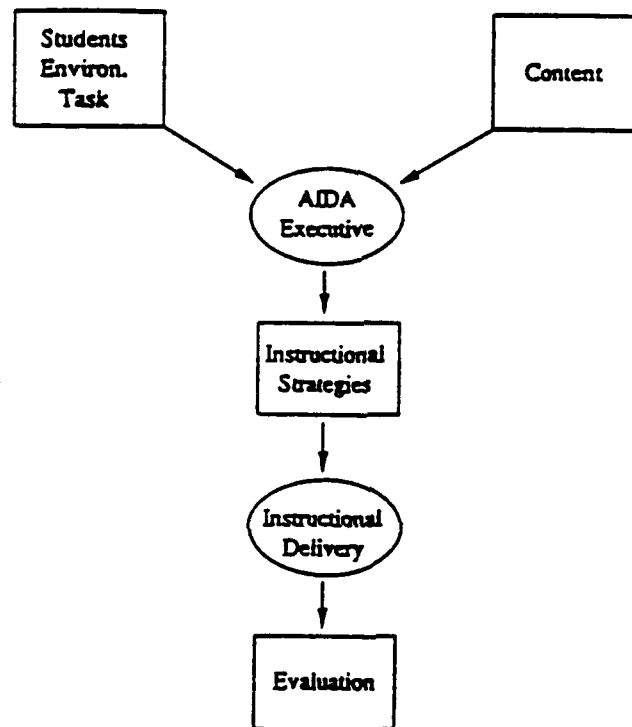 Students
Environ.
Task
Content
AIDA
Executive
Instructional
Strategies
Instructional
Delivery
Evaluation